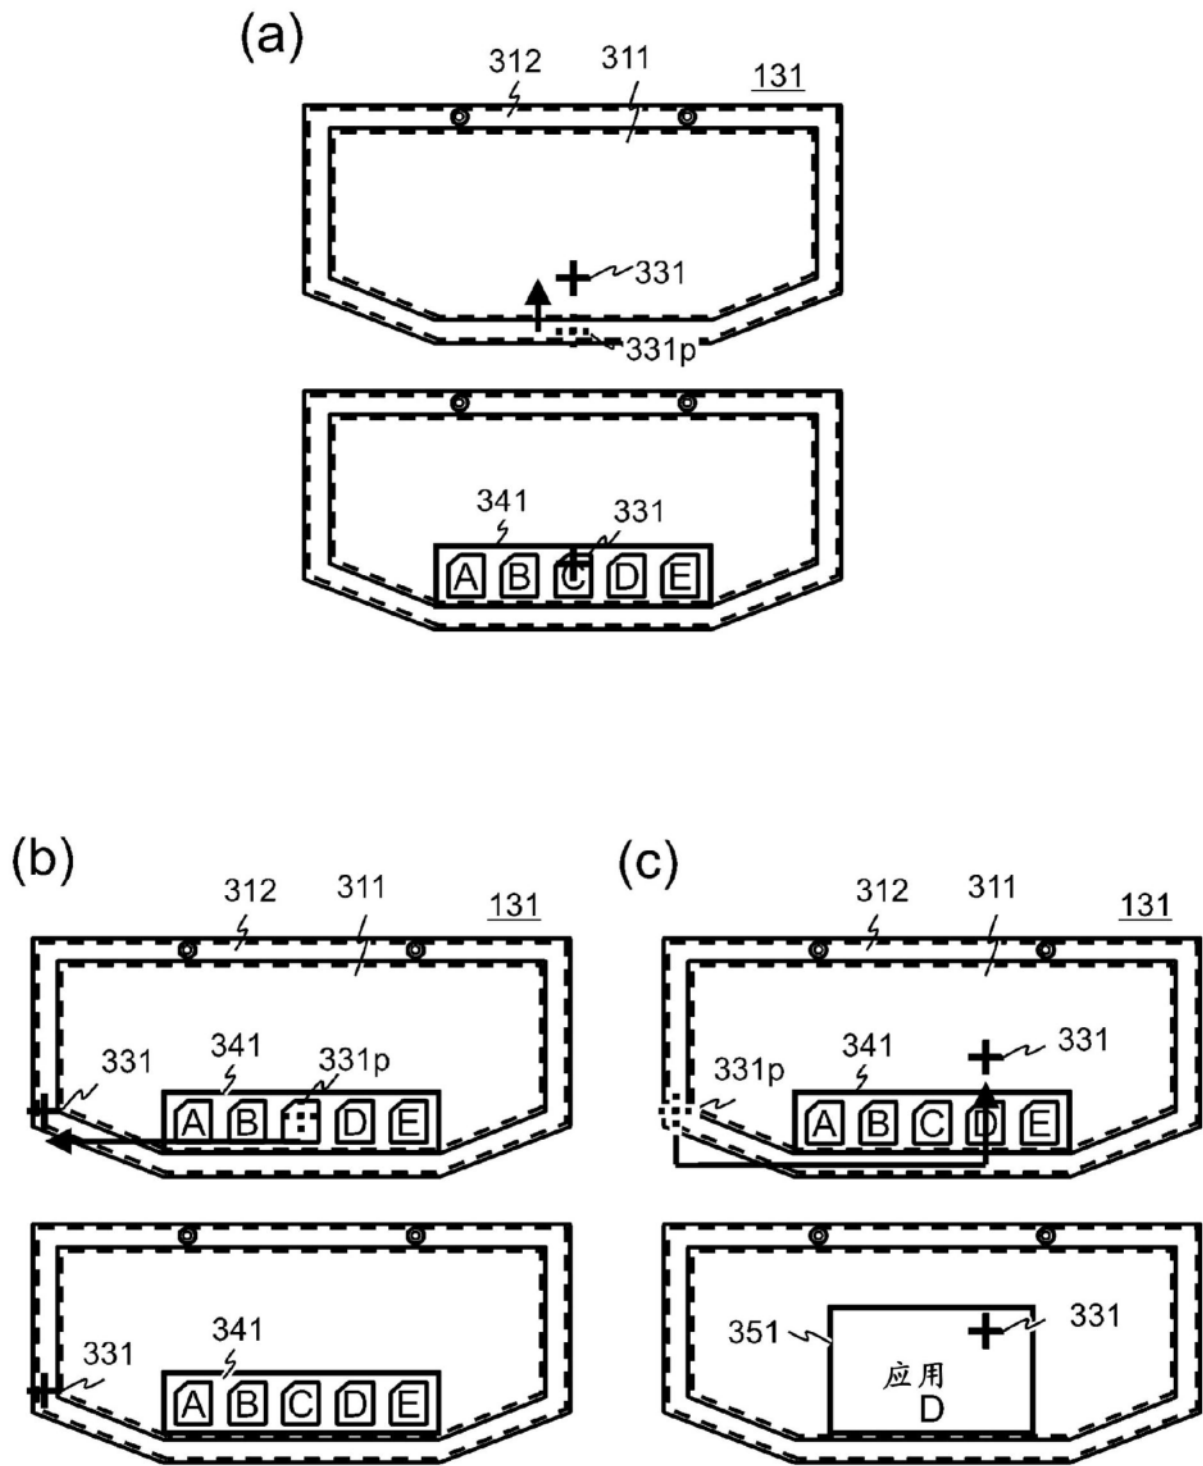 (a)
312 311 131
331
331p
341 331
A B C D E
(b)
312 311 131
331 341 331p
A B D E
341
331
A B C D E
(c)
312 311 131
331p 341 331
A B C D E
351 331
应用
D